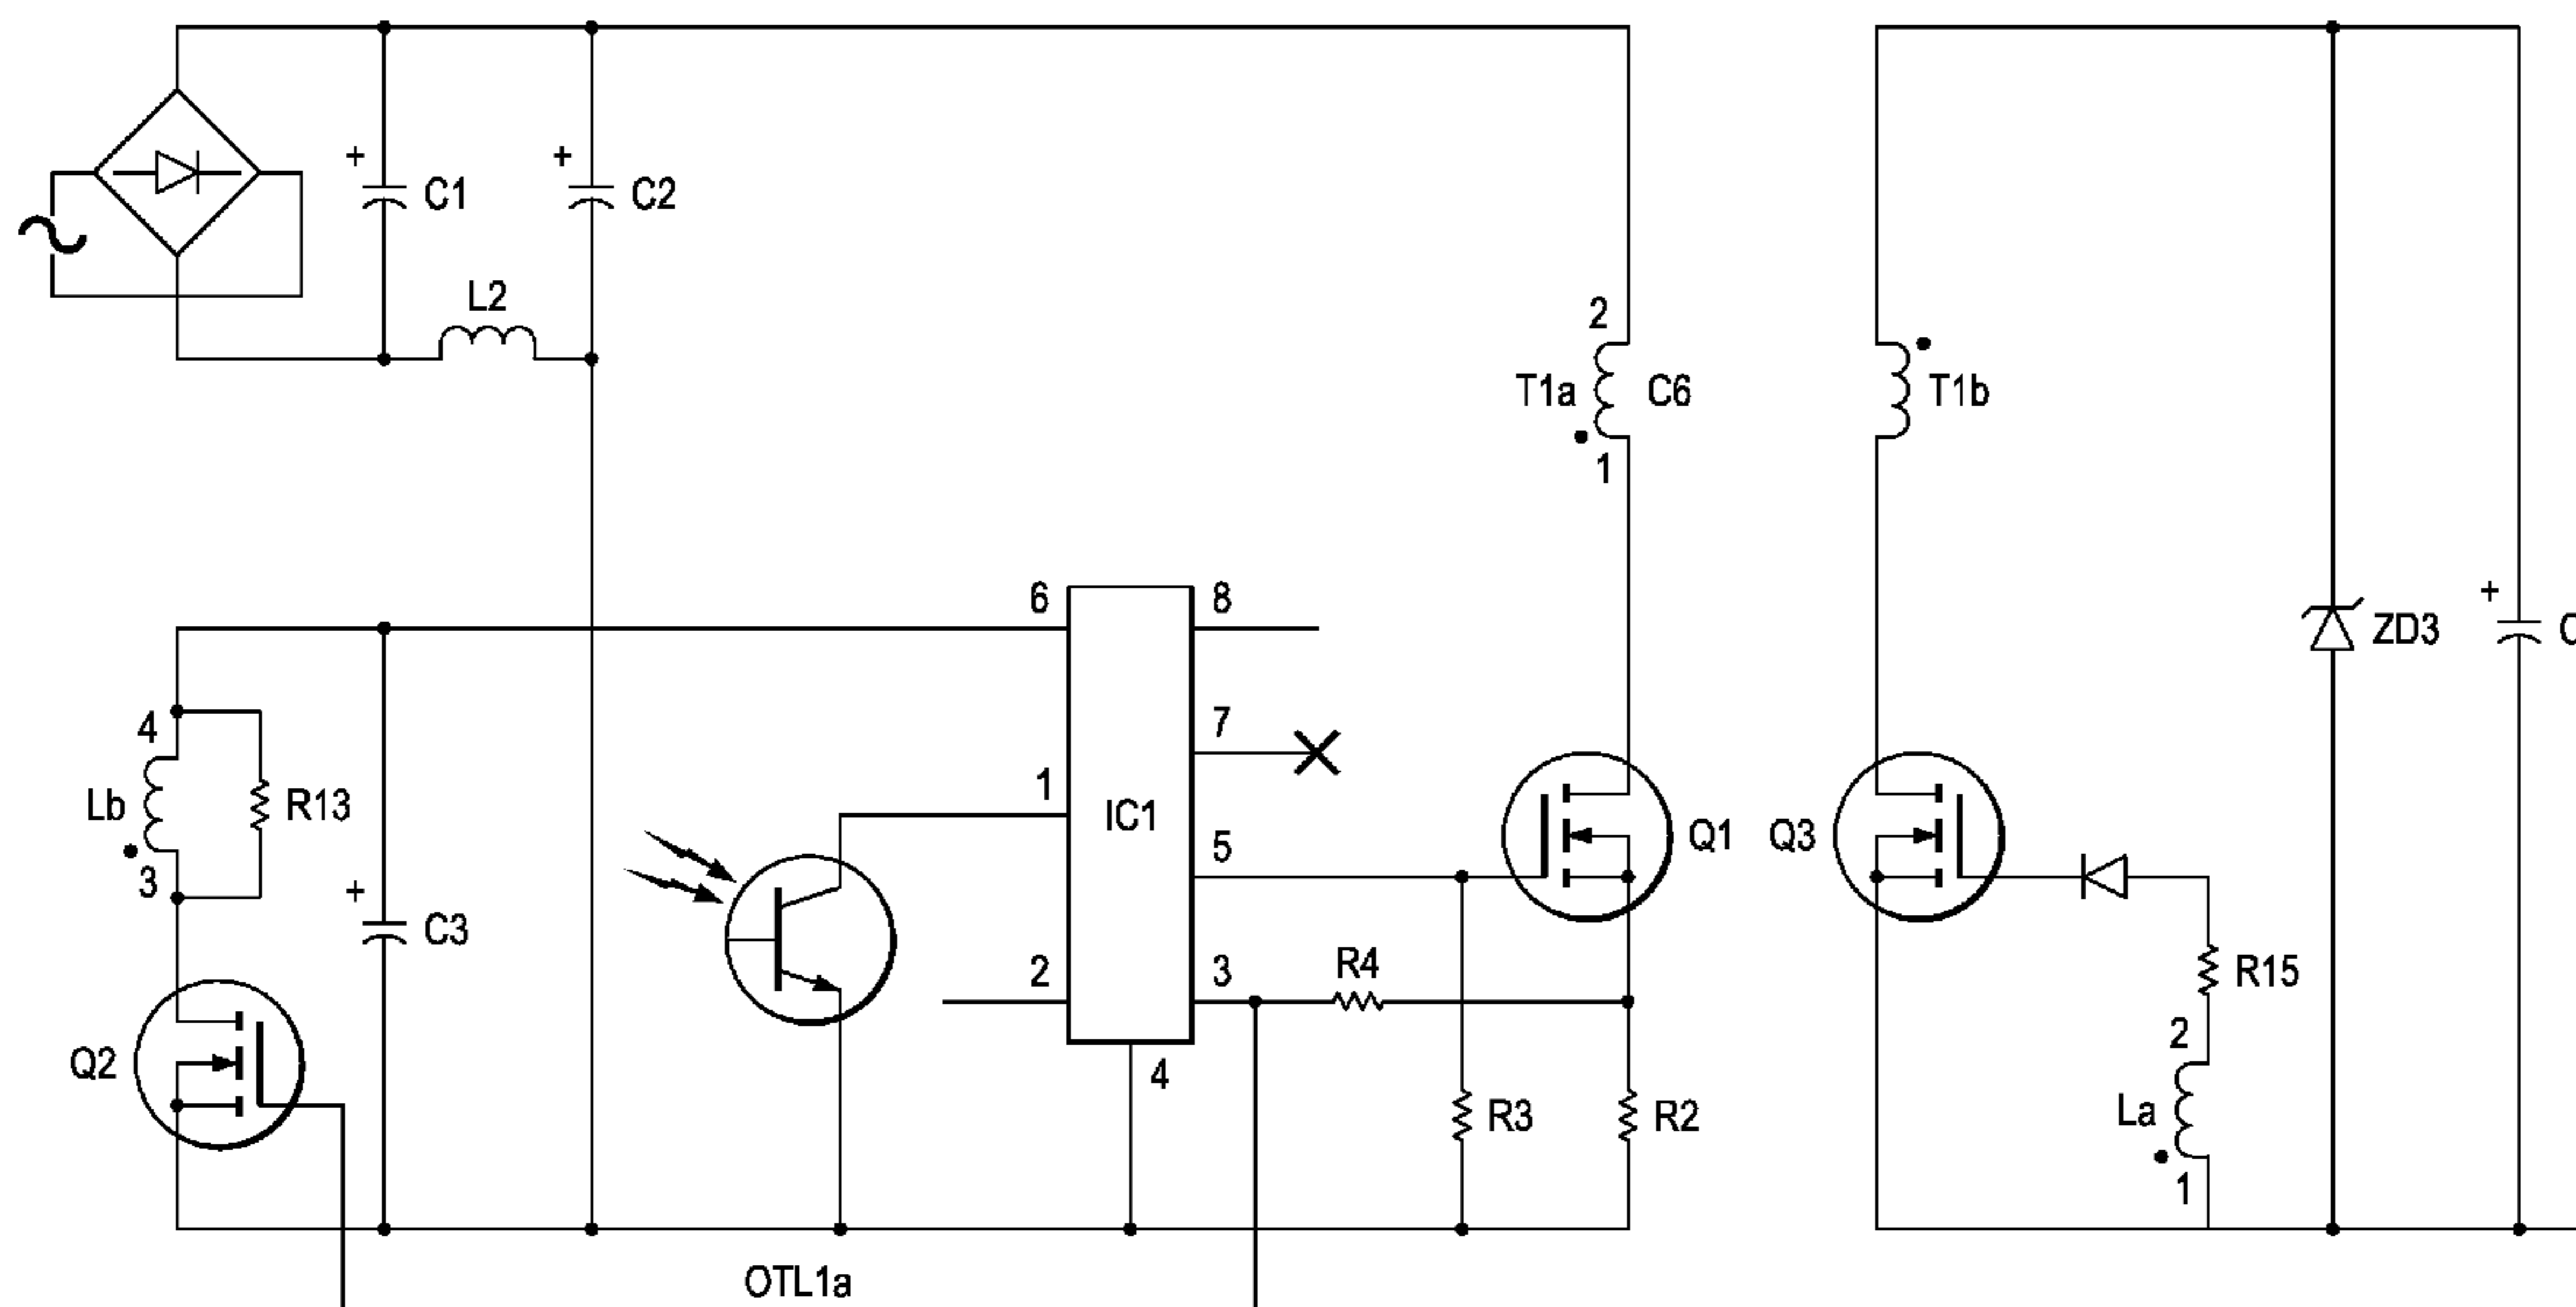 + C1
+ C2
L2
2
T1a
C6
T1b
1
6
8
+
ZD3
7
4
1
IC1
Lb
R13
5
Q1
Q3
3
+
C3
2
3
R4
R15
2
Q2
4
R3
R2
La
1
OTL1a